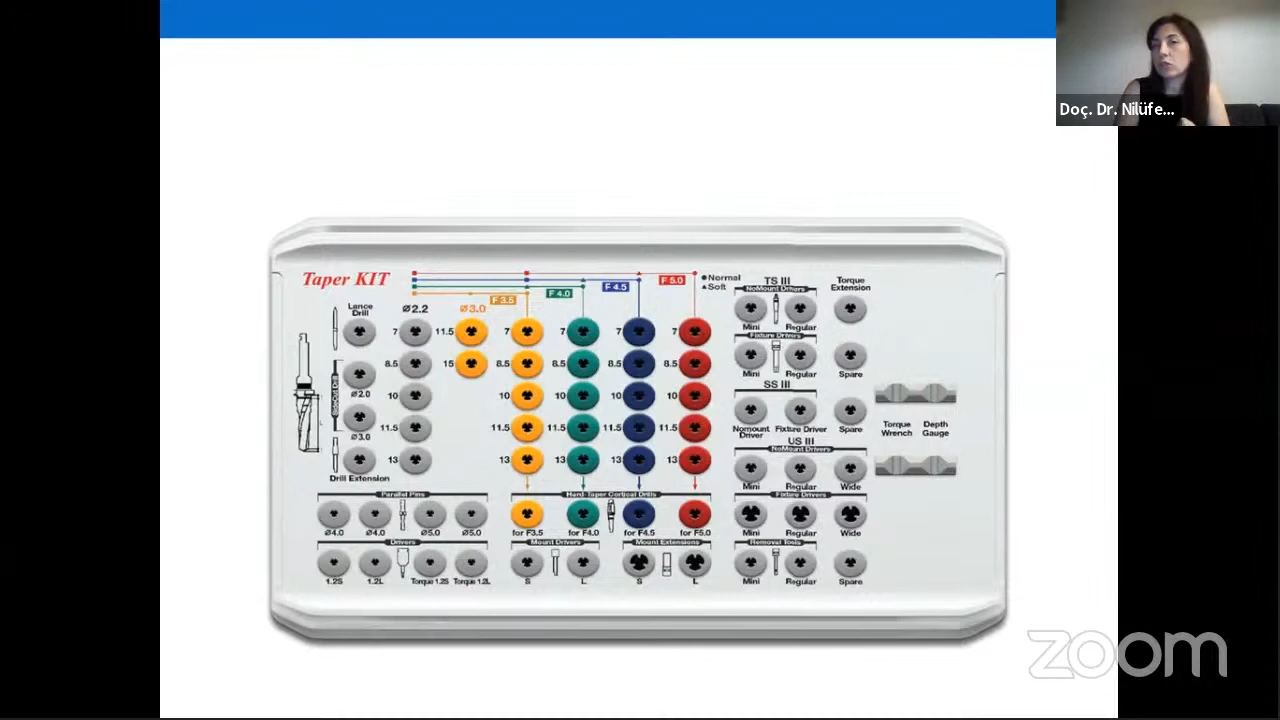 Doç. Dr. Nilüfe...
Taper KIT
F 3.5
F 4.0
F 4.5
F 5.0
Normal
Soft
Lance
Drill
Ø2.2
Ø3.0
7
11.5
7
7
7
7
8.5
15
8.5
8.5
8.5
8.5
10
10
10
10
10
11.5
11.5
11.5
11.5
11.5
13
13
13
13
13
Ø2.0
Ø3.0
Drill Extension
Parallel Pins
Ø4.0
Ø4.0
Ø5.0
Ø5.0
Drivers
1.2S
1.2L
Torque 1.2S
Torque 1.2L
Hard-Taper Cortical Drills
for F3.5
for F4.0
for F4.5
for F5.0
Mount Drivers
Mount Extensions
S
L
S
L
TS III
NoMount Drivers
Mini
Regular
Torque
Extension
Fixture Drivers
Mini
Regular
Spare
SS III
Nomount
Driver
Fixture Driver
Spare
US III
NoMount Drivers
Mini
Regular
Wide
Fixture Drivers
Mini
Regular
Wide
Removal Tools
Mini
Regular
Spare
Torque
Wrench
Depth
Gauge
zoom